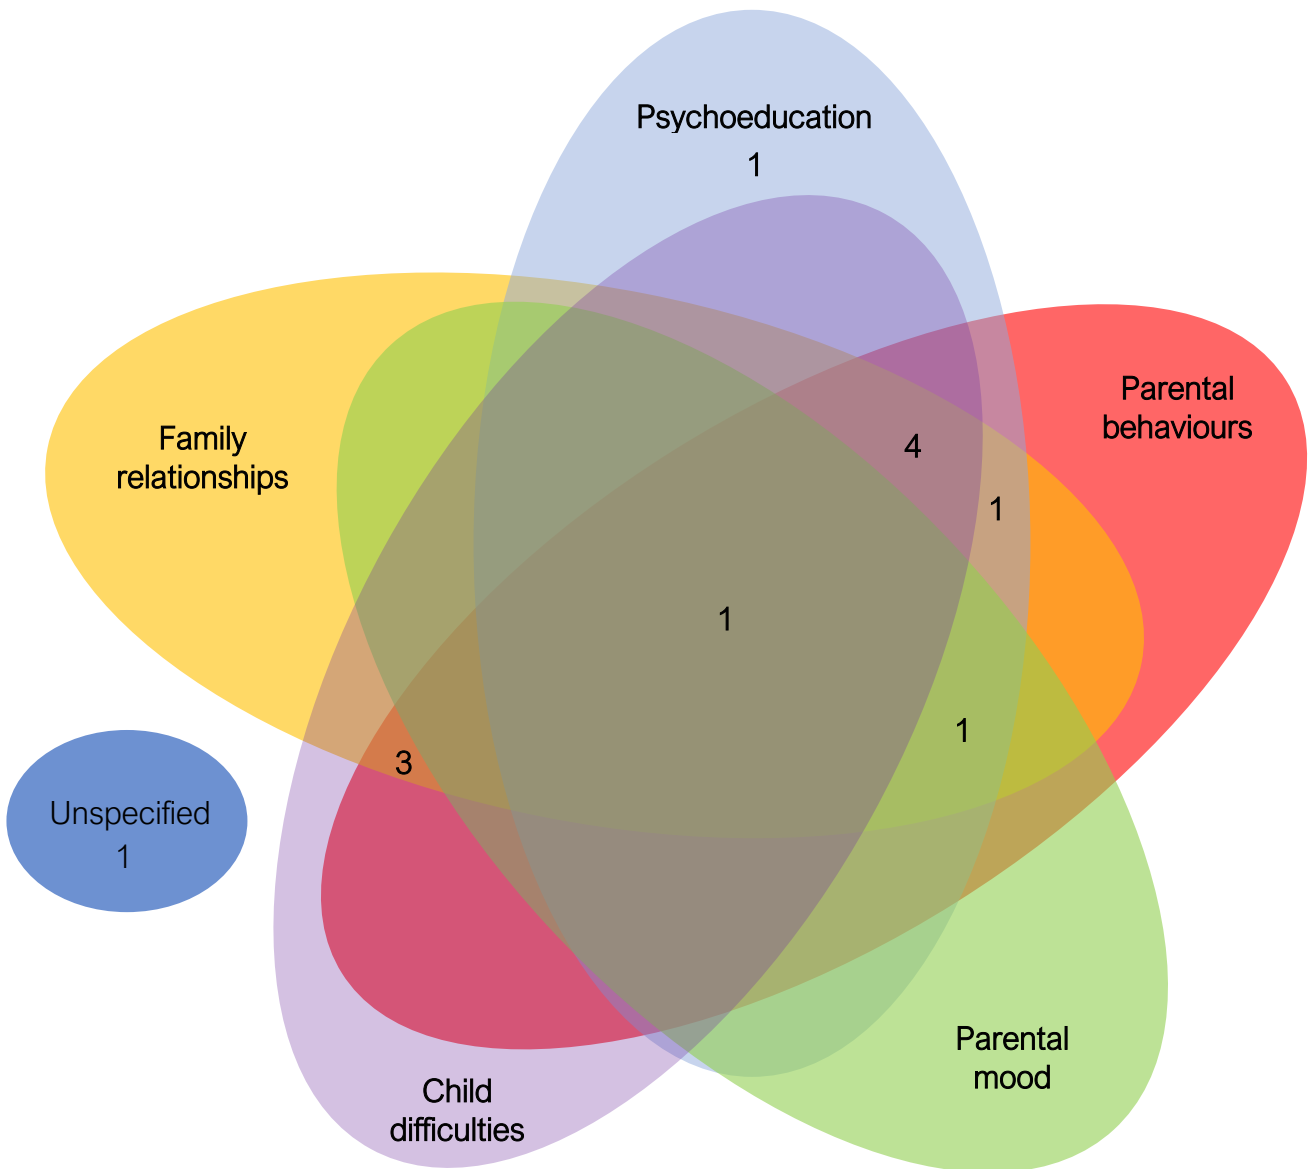 Psychoeducation
1
Parental
behaviours
Family
relationships
4
1
1
1
3
Unspecified
1
Parental
mood
Child
difficulties